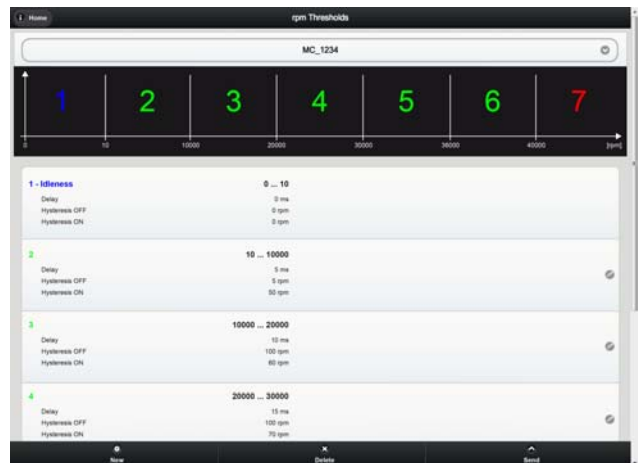 Home
rpm Thresholds
MC_1234
1 2 3 4 5 6 7
0 10 10000 20000 30000 36000 40000 [rpm]
1 - Idleness 0 ... 10
Delay 0 ms
Hysteresis OFF 0 rpm
Hysteresis ON 0 rpm
2 10 ... 10000
Delay 5 ms
Hysteresis OFF 5 rpm
Hysteresis ON 50 rpm
3 10000 ... 20000
Delay 10 ms
Hysteresis OFF 100 rpm
Hysteresis ON 60 rpm
4 20000 ... 30000
Delay 15 ms
Hysteresis OFF 100 rpm
Hysteresis ON 70 rpm
New Delete Send